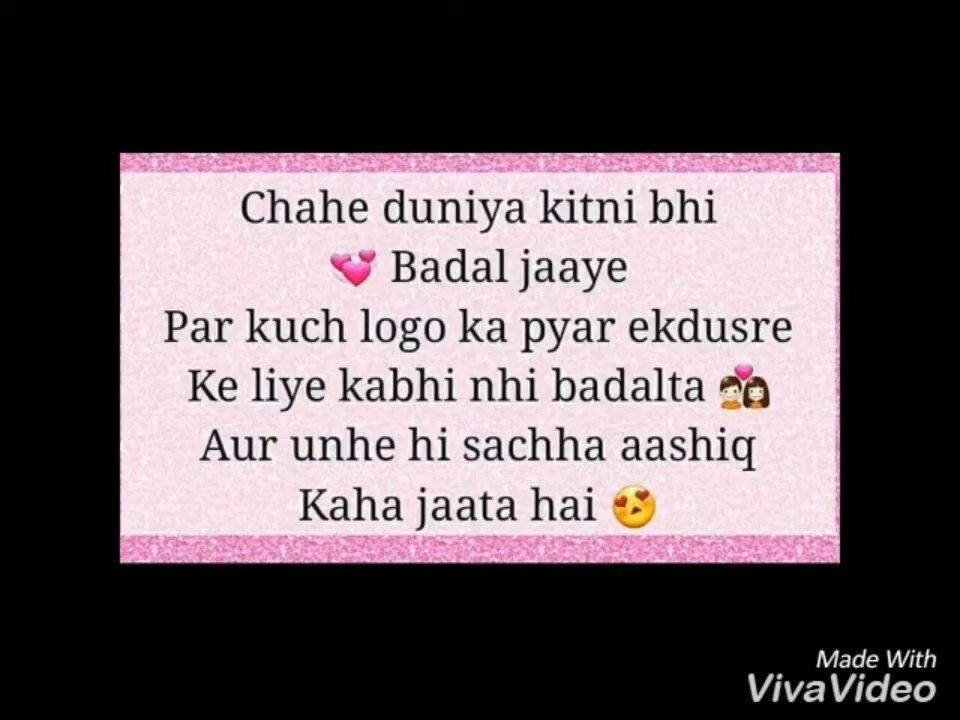 Chahe duniya kitni bhi
💕 Badal jaaye
Par kuch logo ka pyar ekdusre
Ke liye kabhi nhi badalta 💑
Aur unhe hi sachha aashiq
Kaha jaata hai 😍
Made With
VivaVideo